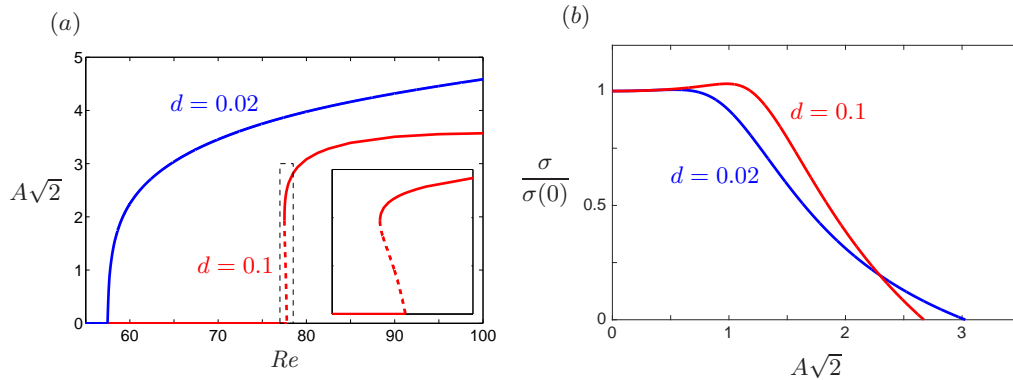 (a)
5
4
3
2
1
0
A√2
d = 0.02
d = 0.1
60 70 80 90 100
Re
(b)
1
0.5
0
σ/σ(0)
d = 0.1
d = 0.02
0 1 2 3
A√2